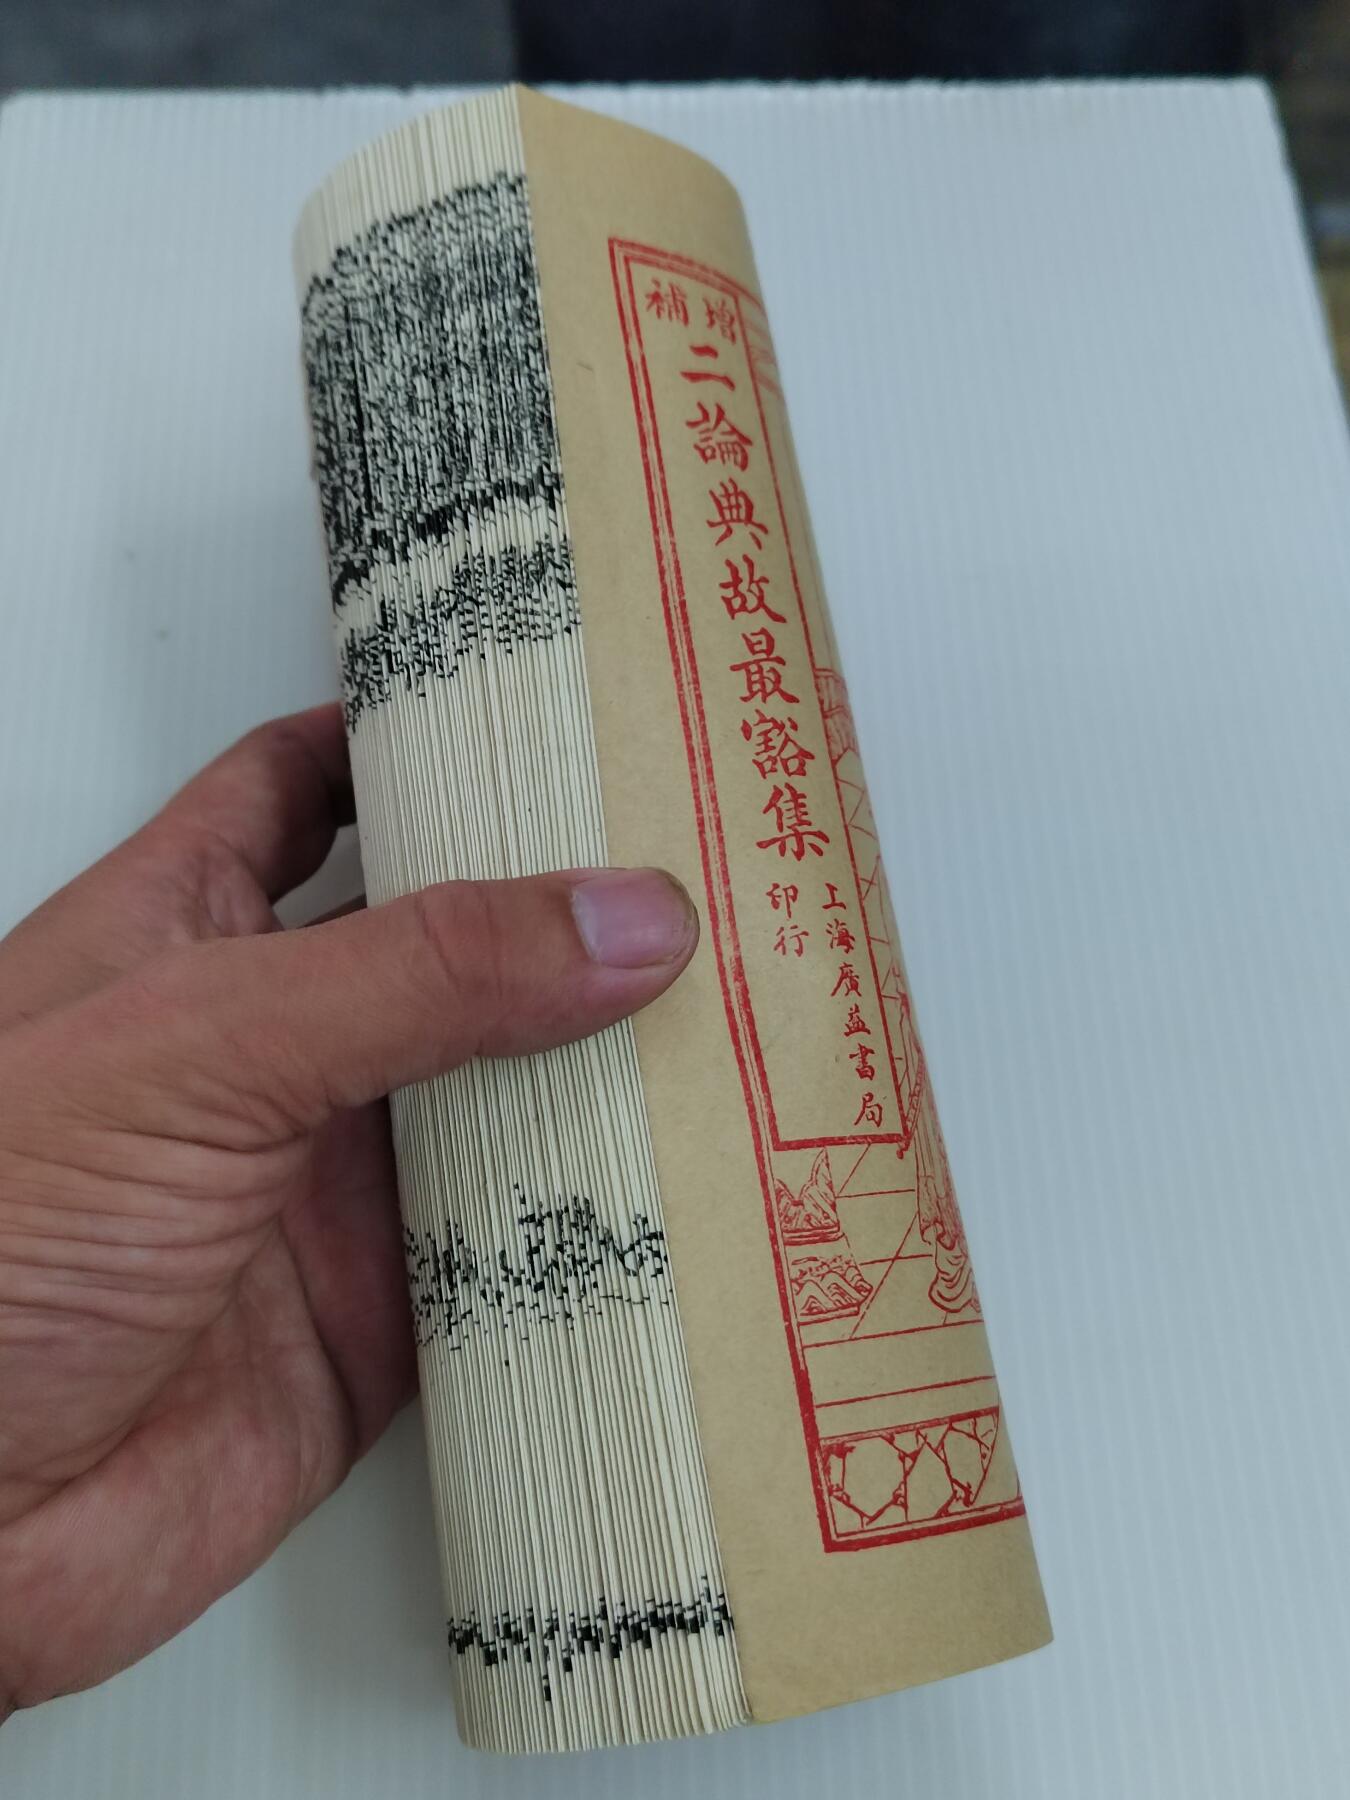 增補
二論典故最豁集
上海廣益書局
印行